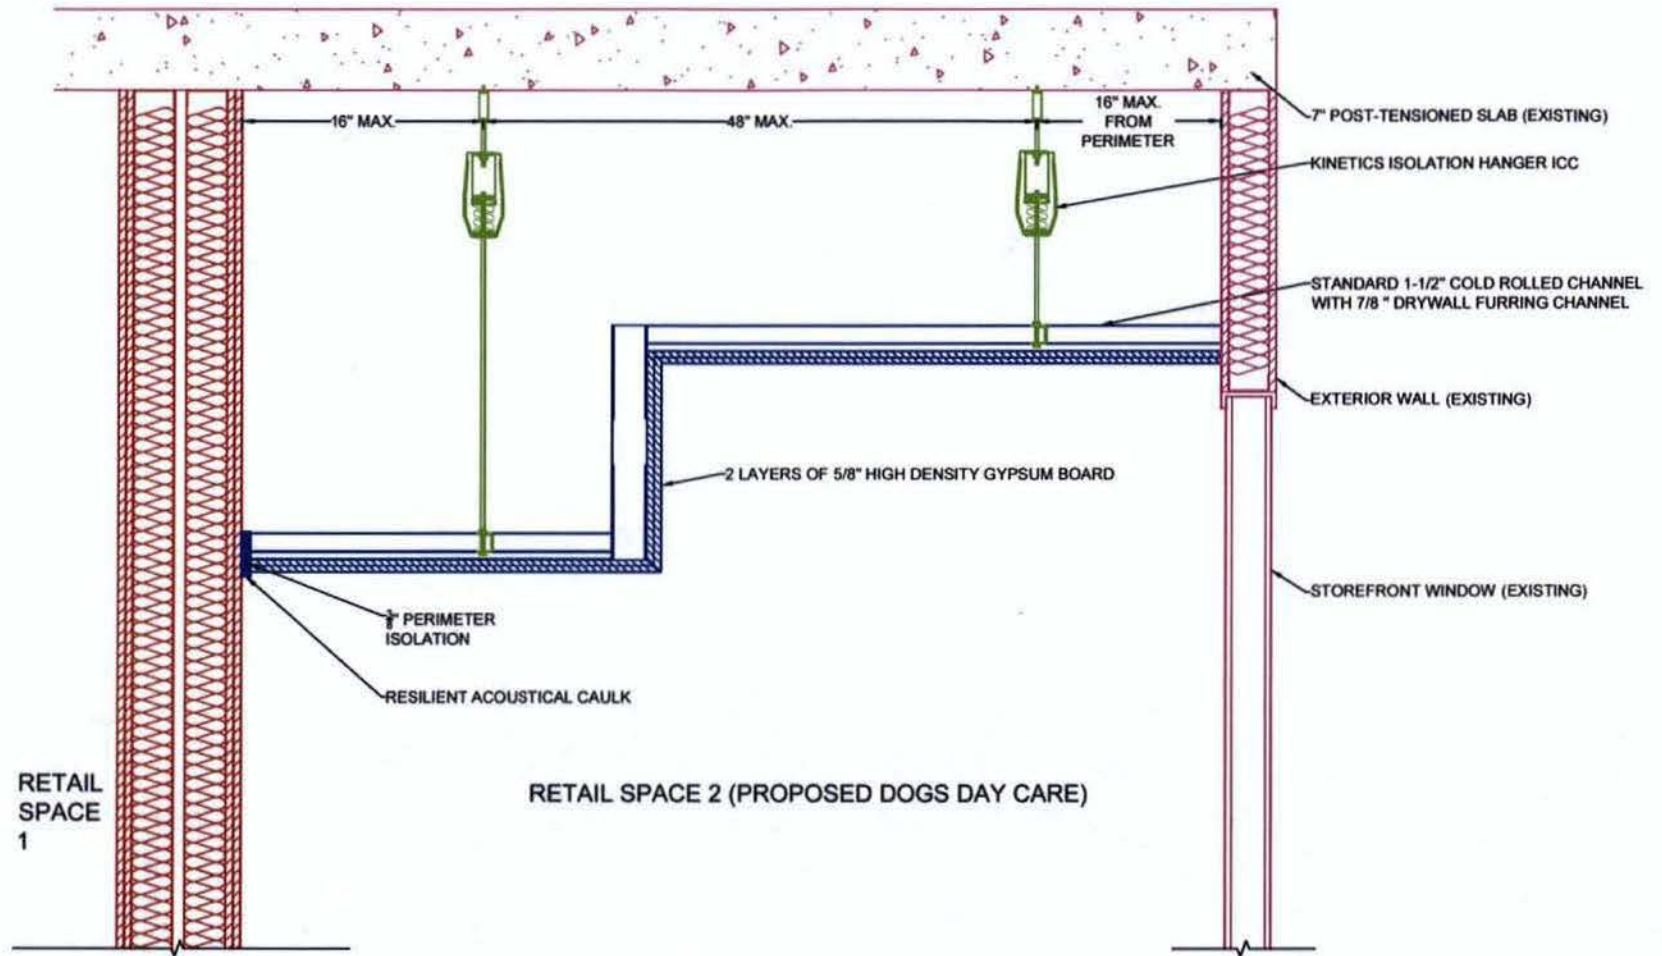 16" MAX.
48" MAX.
16" MAX.
FROM
PERIMETER
7" POST-TENSIONED SLAB (EXISTING)
KINETICS ISOLATION HANGER ICC
STANDARD 1-1/2" COLD ROLLED CHANNEL
WITH 7/8 " DRYWALL FURRING CHANNEL
EXTERIOR WALL (EXISTING)
2 LAYERS OF 5/8" HIGH DENSITY GYPSUM BOARD
STOREFRONT WINDOW (EXISTING)
3/8" PERIMETER
ISOLATION
RESILIENT ACOUSTICAL CAULK
RETAIL
SPACE
1
RETAIL SPACE 2 (PROPOSED DOGS DAY CARE)